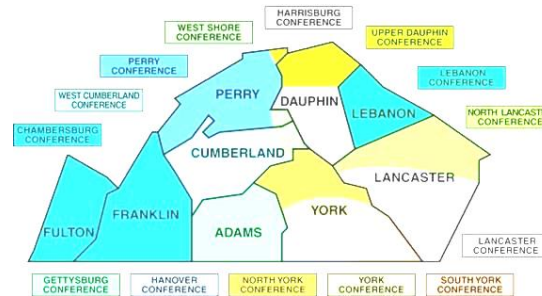 HARRISBURG
CONFERENCE
WEST SHORE
CONFERENCE
UPPER DAUPHIN
CONFERENCE
PERRY
CONFERENCE
LEBANON
CONFERENCE
WEST CUMBERLAND
CONFERENCE
NORTH LANCASTE
CONFERENCE
CHAMBERSBURG
CONFERENCE
PERRY
DAUPHIN
LEBANON
CUMBERLAND
LANCASTER
FRANKLIN
YORK
FULTON
ADAMS
LANCASTER
CONFERENCE
GETTYSBURG
CONFERENCE
HANOVER
CONFERENCE
NORTH YORK
CONFERENCE
YORK
CONFERENCE
SOUTH YORK
CONFERENCE